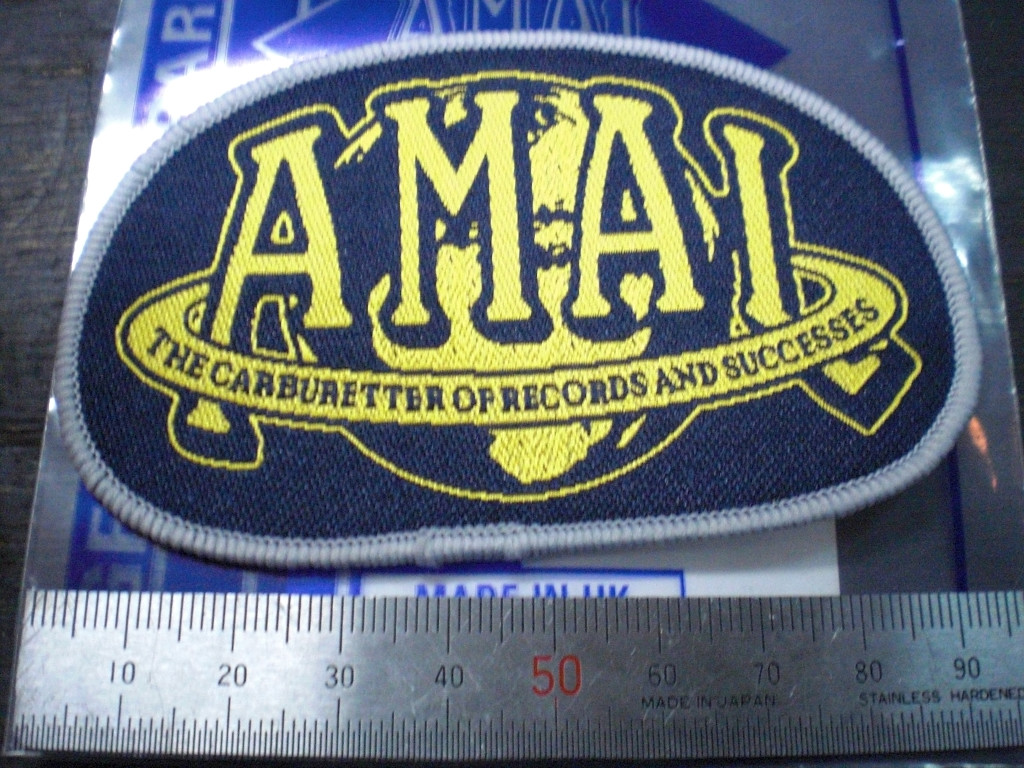 AMAL
AMAI
THE CARBURETTER OF RECORDS AND SUCCESSES
MADE IN UK
10 20 30 40 50 60 70 80 90
MADE IN JAPAN
STAINLESS HARDENED